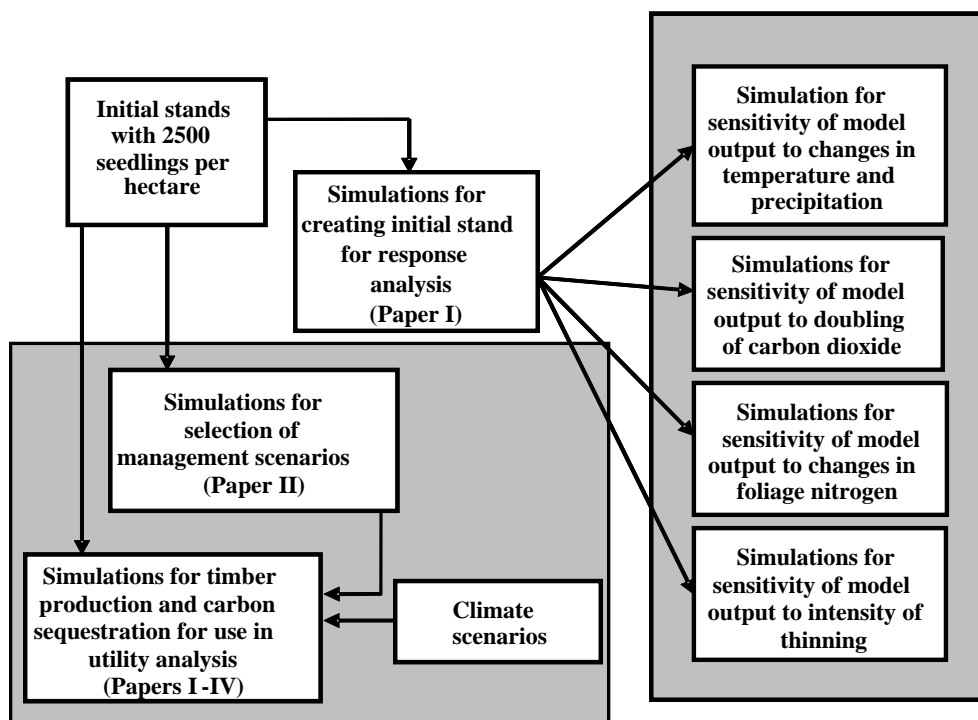 Initial stands
with 2500
seedlings per
hectare
Simulations for
creating initial stand
for response
analysis
(Paper I)
Simulation for
sensitivity of model
output to changes in
temperature and
precipitation
Simulations for
sensitivity of model
output to doubling
of carbon dioxide
Simulations for
sensitivity of model
output to changes in
foliage nitrogen
Simulations for
sensitivity of model
output to intensity of
thinning
Simulations for
selection of
management scenarios
(Paper II)
Simulations for timber
production and carbon
sequestration for use in
utility analysis
(Papers I -IV)
Climate
scenarios